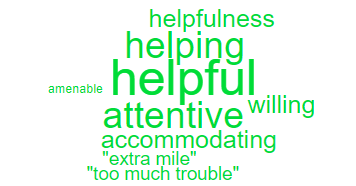 helpfulness
helping
helpful
amenable
attentive
willing
accommodating
"extra mile"
"too much trouble"